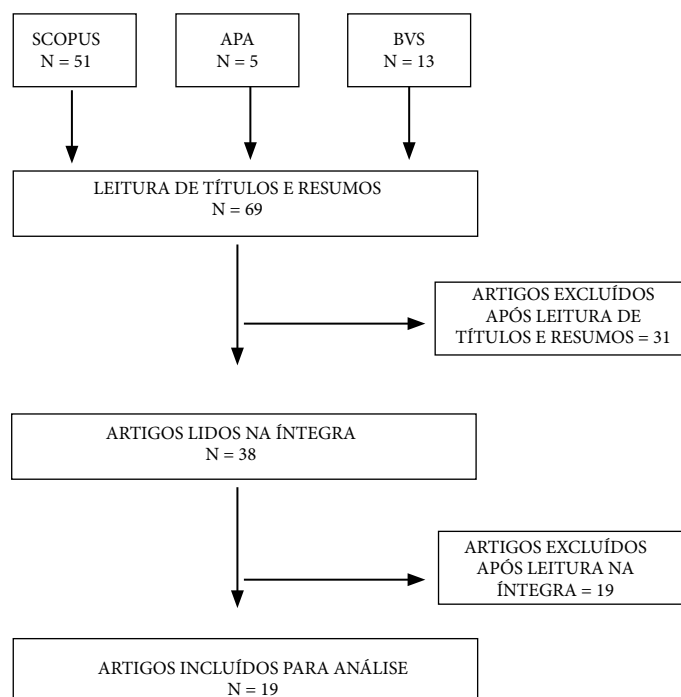 SCOPUS
N = 51
APA
N = 5
BVS
N = 13
LEITURA DE TÍTULOS E RESUMOS
N = 69
ARTIGOS EXCLUÍDOS
APÓS LEITURA DE
TÍTULOS E RESUMOS = 31
ARTIGOS LIDOS NA ÍNTEGRA
N = 38
ARTIGOS EXCLUÍDOS
APÓS LEITURA NA
ÍNTEGRA = 19
ARTIGOS INCLUÍDOS PARA ANÁLISE
N = 19